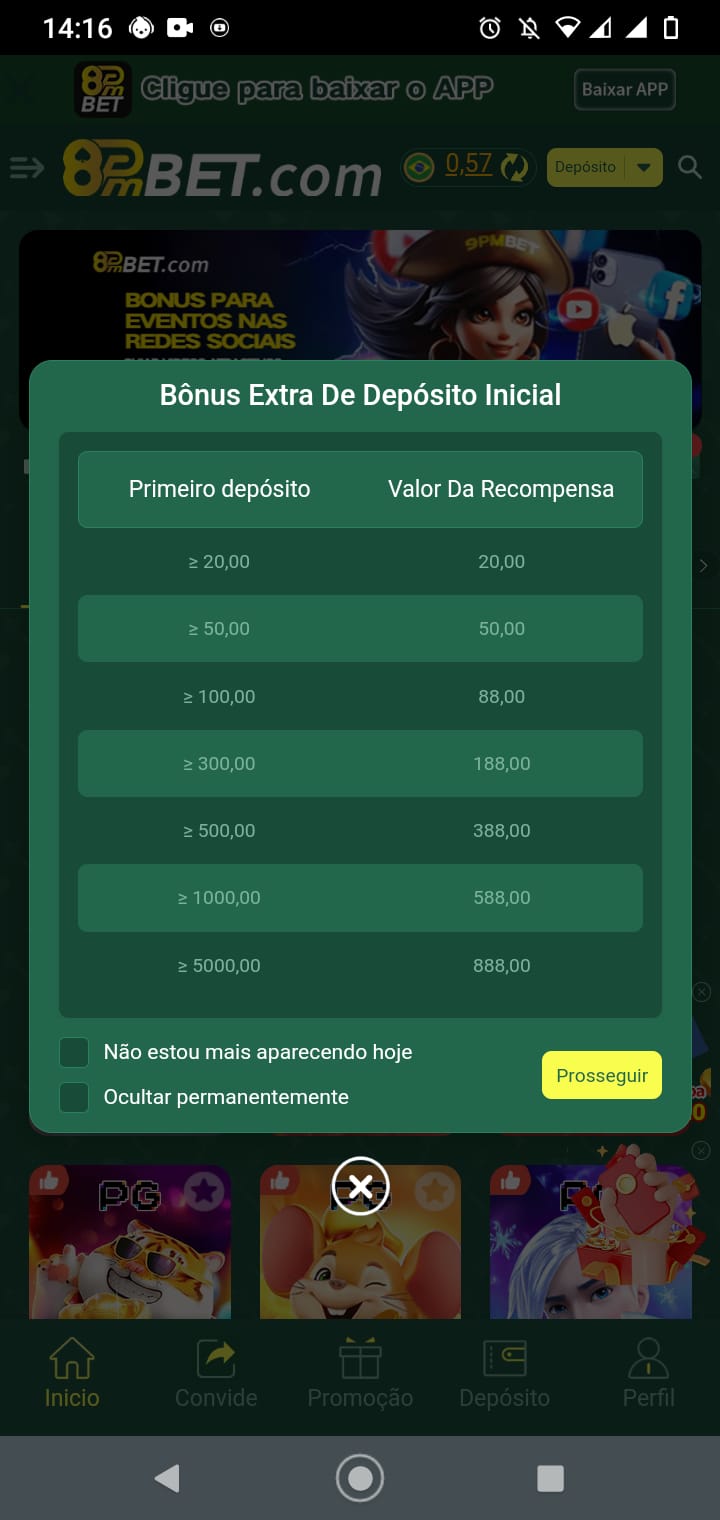 14:16
8PmBET
Clique para baixar o APP
Baixar APP
8PmBET.com
0,57
Depósito
8PmBET.com
9PMBET
BONUS PARA
EVENTOS NAS
REDES SOCIAIS
Bônus Extra De Depósito Inicial
Primeiro depósito Valor Da Recompensa
≥ 20,00 20,00
≥ 50,00 50,00
≥ 100,00 88,00
≥ 300,00 188,00
≥ 500,00 388,00
≥ 1000,00 588,00
≥ 5000,00 888,00
Não estou mais aparecendo hoje
Ocultar permanentemente
Prosseguir
PG
Inicio Convide Promoção Depósito Perfil